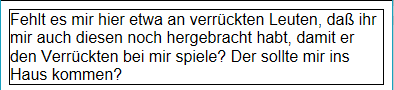 Fehlt es mir hier etwa an verrückten Leuten, daß ihr
mir auch diesen noch hergebracht habt, damit er
den Verrückten bei mir spiele? Der sollte mir ins
Haus kommen?